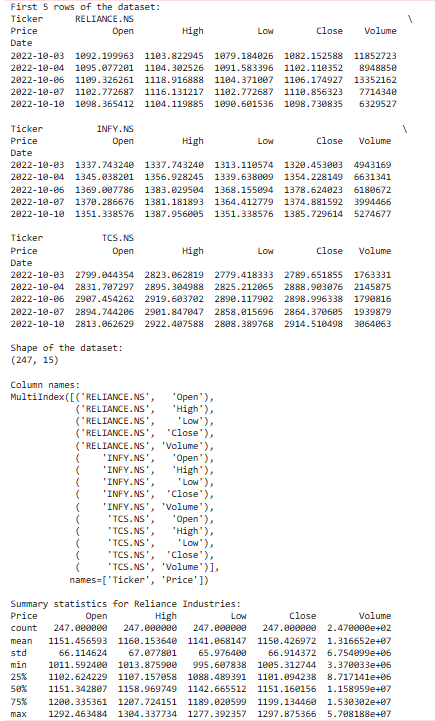 First 5 rows of the dataset:
Ticker RELIANCE.NS \
Price Open High Low Close Volume
Date
2022-10-03 1092.199963 1103.822945 1079.184026 1082.152588 11852723
2022-10-04 1095.077201 1104.302526 1091.583396 1102.110352 8948850
2022-10-06 1109.326261 1118.916888 1104.371007 1106.174927 13352162
2022-10-07 1102.772687 1116.131217 1102.772687 1110.856323 7714340
2022-10-10 1098.365412 1104.119885 1090.601536 1098.730835 6329527
Ticker INFY.NS \
Price Open High Low Close Volume
Date
2022-10-03 1337.743240 1337.743240 1313.110574 1320.453003 4943169
2022-10-04 1345.038201 1356.928245 1339.638009 1354.228149 6631341
2022-10-06 1369.007786 1383.029504 1368.155094 1378.624023 6180672
2022-10-07 1370.286676 1381.181893 1364.412779 1374.881592 3994466
2022-10-10 1351.338576 1387.956005 1351.338576 1385.729614 5274677
Ticker TCS.NS
Price Open High Low Close Volume
Date
2022-10-03 2799.044354 2823.062819 2779.418333 2789.651855 1763331
2022-10-04 2831.707297 2895.304988 2825.212065 2888.903076 2145875
2022-10-06 2907.454262 2919.603702 2890.117902 2898.996338 1790816
2022-10-07 2894.744206 2901.847047 2858.015696 2864.370605 1939879
2022-10-10 2813.062629 2922.407588 2808.389768 2914.510498 3064063
Shape of the dataset:
(247, 15)
Column names:
MultiIndex([('RELIANCE.NS', 'Open'),
('RELIANCE.NS', 'High'),
('RELIANCE.NS', 'Low'),
('RELIANCE.NS', 'Close'),
('RELIANCE.NS', 'Volume'),
( 'INFY.NS', 'Open'),
( 'INFY.NS', 'High'),
( 'INFY.NS', 'Low'),
( 'INFY.NS', 'Close'),
( 'INFY.NS', 'Volume'),
( 'TCS.NS', 'Open'),
( 'TCS.NS', 'High'),
( 'TCS.NS', 'Low'),
( 'TCS.NS', 'Close'),
( 'TCS.NS', 'Volume')],
names=['Ticker', 'Price'])
Summary statistics for Reliance Industries:
Price Open High Low Close Volume
count 247.000000 247.000000 247.000000 247.000000 2.470000e+02
mean 1151.456593 1160.153640 1141.068147 1150.426972 1.316652e+07
std 66.114624 67.077801 65.976400 66.914372 6.754099e+06
min 1011.592400 1013.875900 995.607838 1005.312744 3.370033e+06
25% 1102.624229 1107.157058 1088.489391 1101.094238 8.717141e+06
50% 1151.342807 1158.969749 1142.665512 1151.160156 1.158959e+07
75% 1200.335361 1207.724151 1189.020599 1199.134460 1.530302e+07
max 1292.463484 1304.337734 1277.392357 1297.875366 5.708188e+07